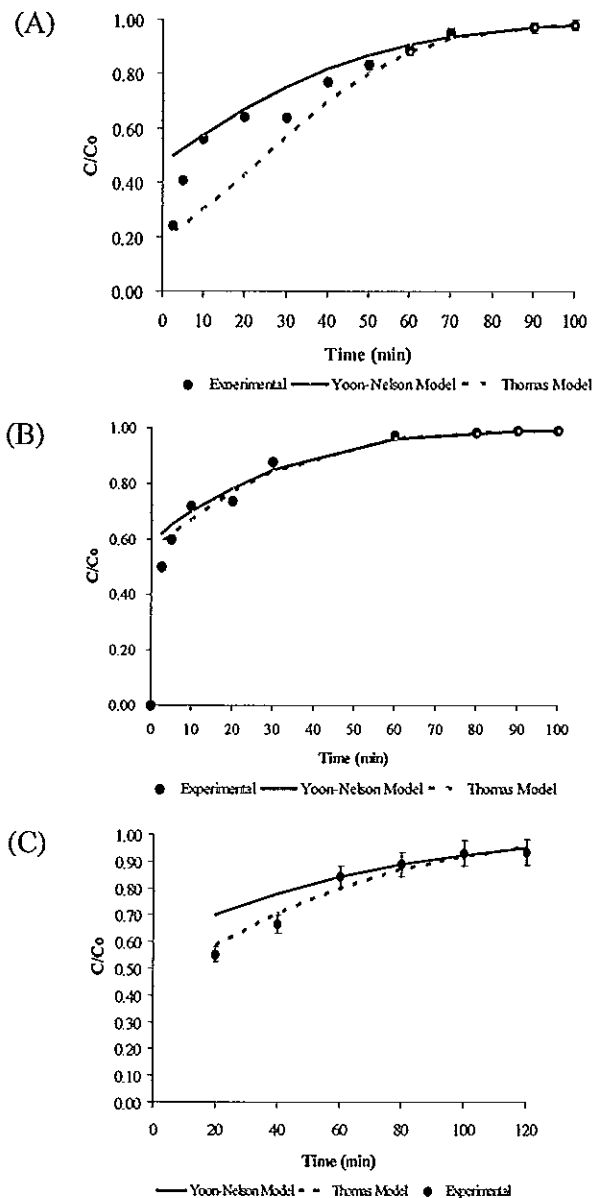 (A)
1.00
0.80
0.60
0.40
0.20
0.00
C/Co
0 10 20 30 40 50 60 70 80 90 100
Time (min)
Experimental Yoon-Nelson Model Thomas Model
(B)
1.00
0.80
0.60
0.40
0.20
0.00
C/Co
0 10 20 30 40 50 60 70 80 90 100
Time (min)
Experimental Yoon-Nelson Model Thomas Model
(C)
1.00
0.90
0.80
0.70
0.60
0.50
0.40
0.30
0.20
0.10
0.00
C/Co
0 20 40 60 80 100 120
Time (min)
Yoon-Nelson Model Thomas Model Experimental